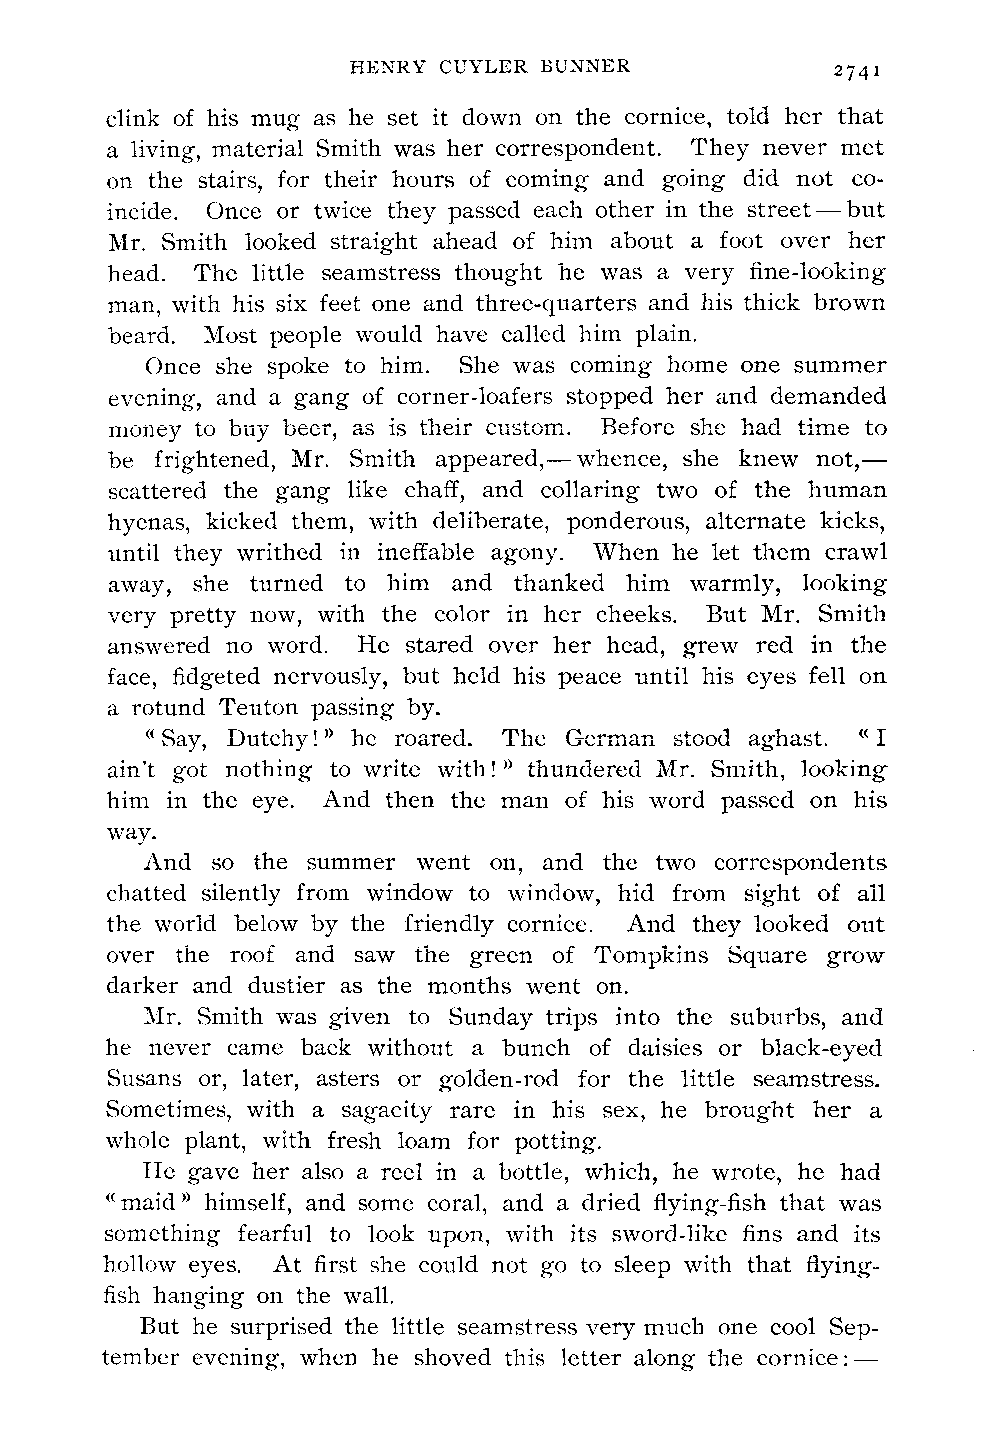 HENRY CUYLER BUNNER 2741
clink of his mug as he set it down on the cornice, told her that
a living, material Smith was her correspondent. They never met
on the stairs, for their hours of coming and going did not co-
incide. Once or twice they passed each other in the street—but
Mr. Smith looked straight ahead of him about a foot over her
head. The little seamstress thought he was a very fine-looking
man, with his six feet one and three-quarters and his thick brown
beard. Most people would have called him plain.
Once she spoke to him. She was coming home one summer
evening, and a gang of corner-loafers stopped her and demanded
money to buy beer, as is their custom. Before she had time to
be frightened, Mr. Smith appeared,—whence, she knew not,—
scattered the gang like chaff, and collaring two of the human
hyenas, kicked them, with deliberate, ponderous, alternate kicks,
until they writhed in ineffable agony. When he let them crawl
away, she turned to him and thanked him warmly, looking
very pretty now, with the color in her cheeks. But Mr. Smith
answered no word. He stared over her head, grew red in the
face, fidgeted nervously, but held his peace until his eyes fell on
a rotund Teuton passing by.
«Say, Dutchy!» he roared. The German stood aghast. «I
ain't got nothing to write with!» thundered Mr. Smith, looking
him in the eye. And then the man of his word passed on his
way.
And so the summer went on, and the two correspondents
chatted silently from window to window, hid from sight of all
the world below by the friendly cornice. And they looked out
over the roof and saw the green of Tompkins Square grow
darker and dustier as the months went on.
Mr. Smith was given to Sunday trips into the suburbs, and
he never came back without a bunch of daisies or black-eyed
Susans or, later, asters or golden-rod for the little seamstress.
Sometimes, with a sagacity rare in his sex, he brought her a
whole plant, with fresh loam for potting.
He gave her also a reel in a bottle, which, he wrote, he had
«maid» himself, and some coral, and a dried flying-fish that was
something fearful to look upon, with its sword-like fins and its
hollow eyes. At first she could not go to sleep with that flying-
fish hanging on the wall.
But he surprised the little seamstress very much one cool Sep-
tember evening, when he shoved this letter along the cornice:—